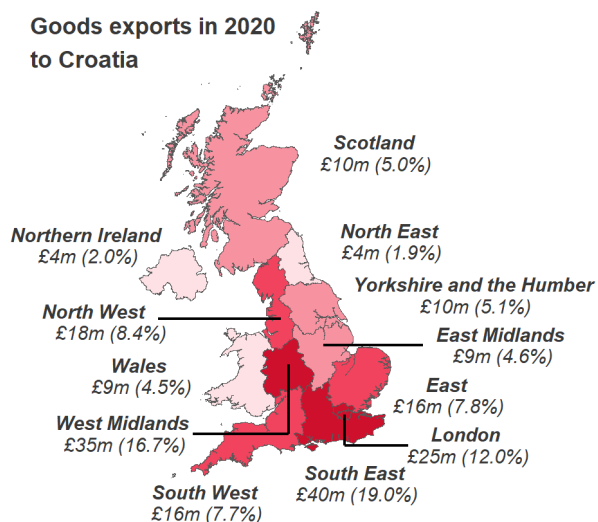 Goods exports in 2020
to Croatia
Scotland
£10m (5.0%)
Northern Ireland
£4m (2.0%)
North East
£4m (1.9%)
Yorkshire and the Humber
£10m (5.1%)
North West
£18m (8.4%)
East Midlands
£9m (4.6%)
Wales
£9m (4.5%)
East
£16m (7.8%)
West Midlands
£35m (16.7%)
London
£25m (12.0%)
South East
£40m (19.0%)
South West
£16m (7.7%)